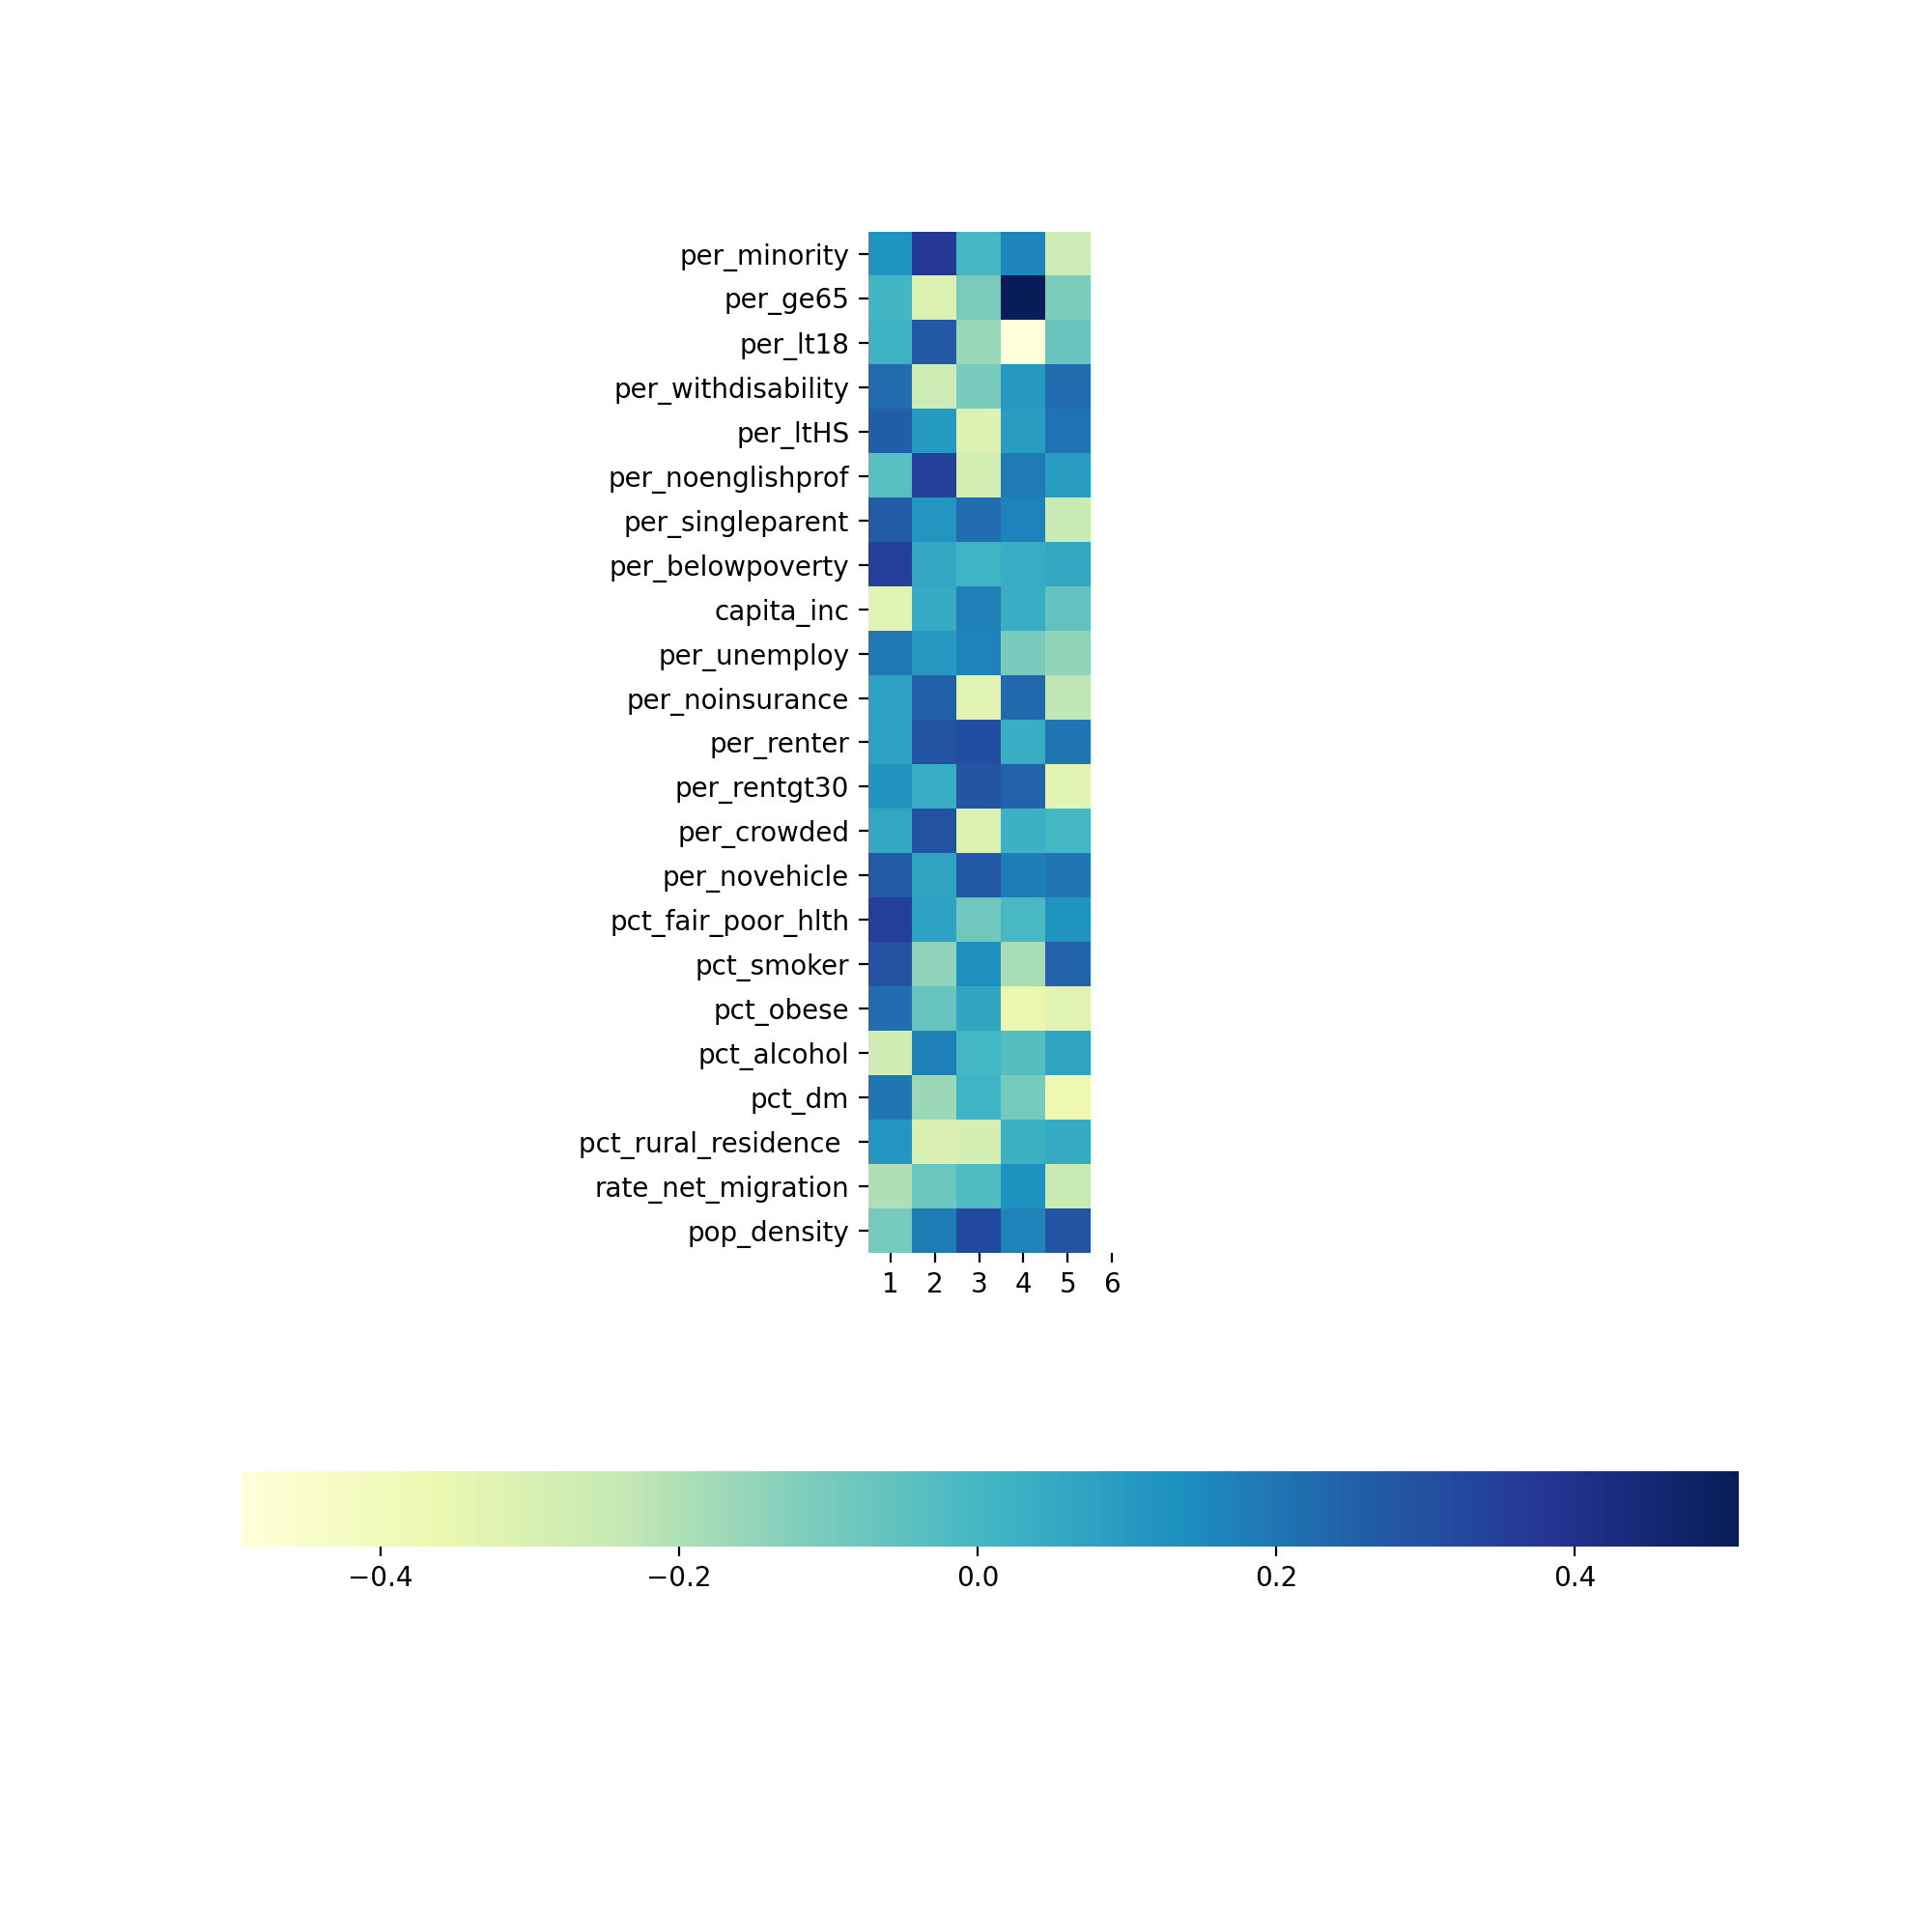 per_minority
per_ge65
per_lt18
per_withdisability
per_ltHS
per_noenglishprof
per_singleparent
per_belowpoverty
capita_inc
per_unemploy
per_noinsurance
per_renter
per_rentgt30
per_crowded
per_novehicle
pct_fair_poor_hlth
pct_smoker
pct_obese
pct_alcohol
pct_dm
pct_rural_residence
rate_net_migration
pop_density
1 2 3 4 5 6
−0.4 −0.2 0.0 0.2 0.4